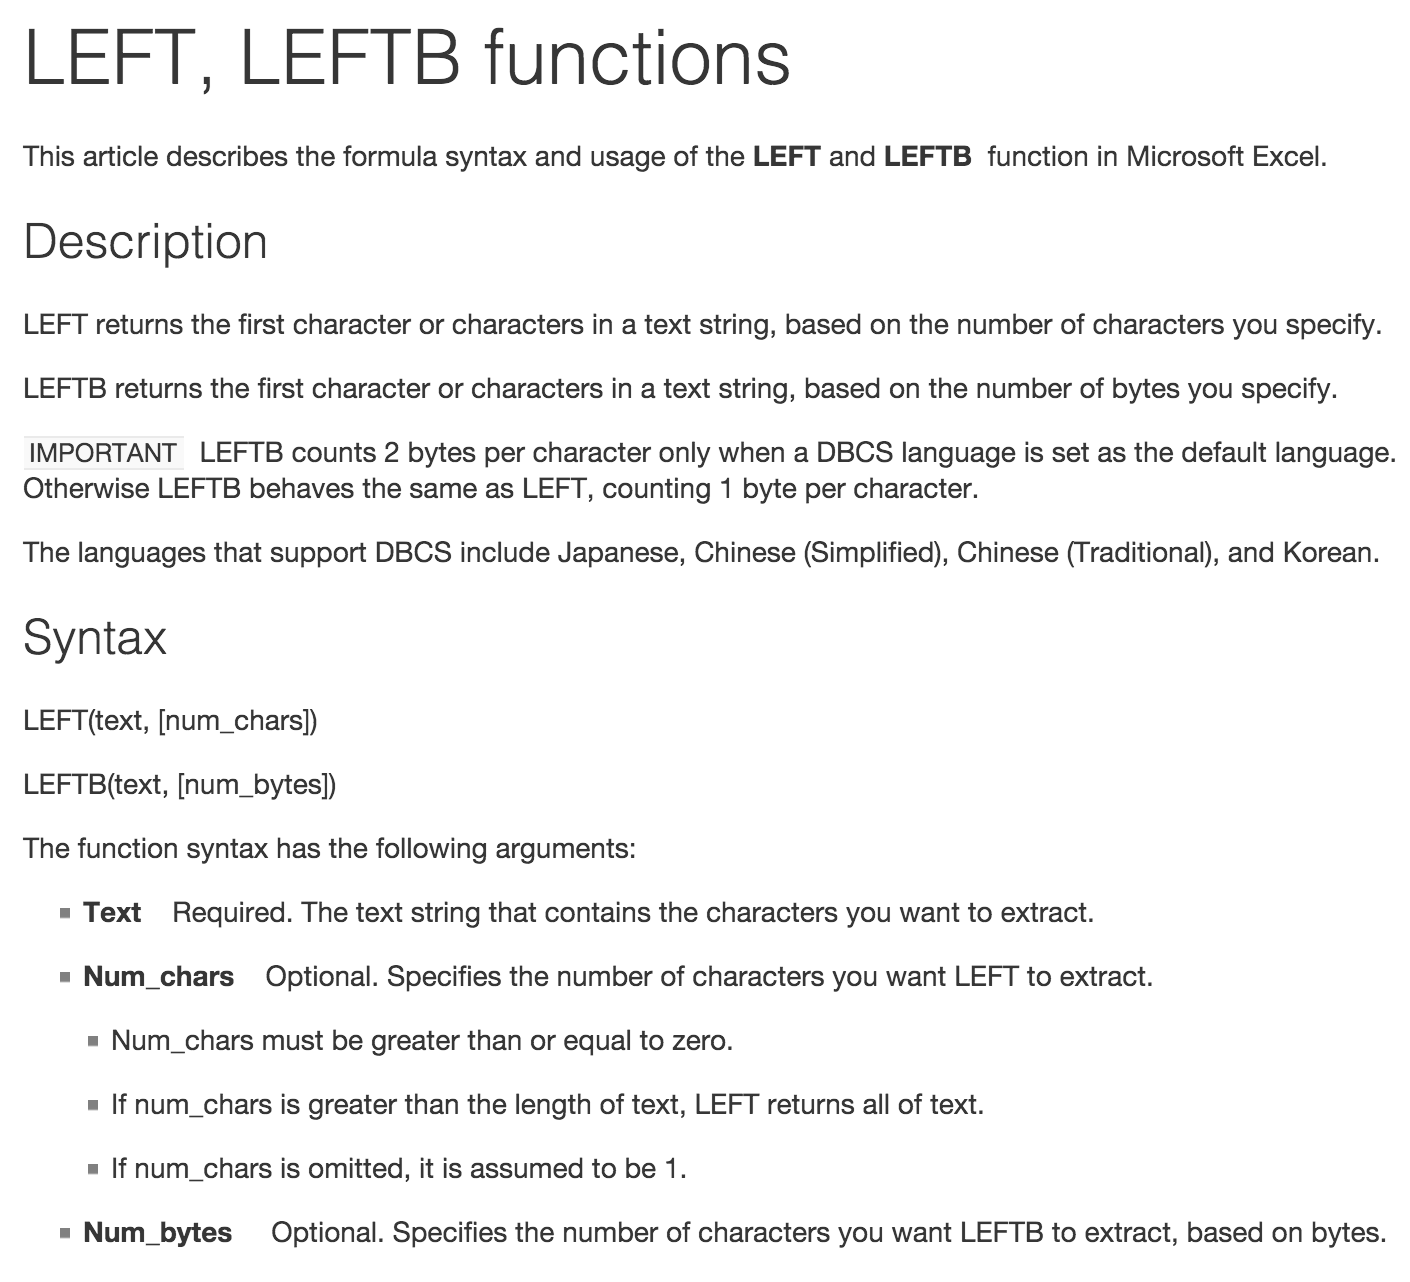 LEFT, LEFTB functions
This article describes the formula syntax and usage of the LEFT and LEFTB function in Microsoft Excel.
Description
LEFT returns the first character or characters in a text string, based on the number of characters you specify.
LEFTB returns the first character or characters in a text string, based on the number of bytes you specify.
IMPORTANT LEFTB counts 2 bytes per character only when a DBCS language is set as the default language.
Otherwise LEFTB behaves the same as LEFT, counting 1 byte per character.
The languages that support DBCS include Japanese, Chinese (Simplified), Chinese (Traditional), and Korean.
Syntax
LEFT(text, [num_chars])
LEFTB(text, [num_bytes])
The function syntax has the following arguments:
Text Required. The text string that contains the characters you want to extract.
Num_chars Optional. Specifies the number of characters you want LEFT to extract.
Num_chars must be greater than or equal to zero.
If num_chars is greater than the length of text, LEFT returns all of text.
If num_chars is omitted, it is assumed to be 1.
Num_bytes Optional. Specifies the number of characters you want LEFTB to extract, based on bytes.